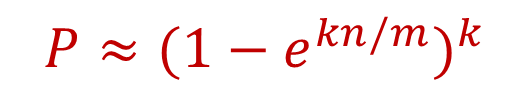 P ≈ (1 − e^{kn/m})^k